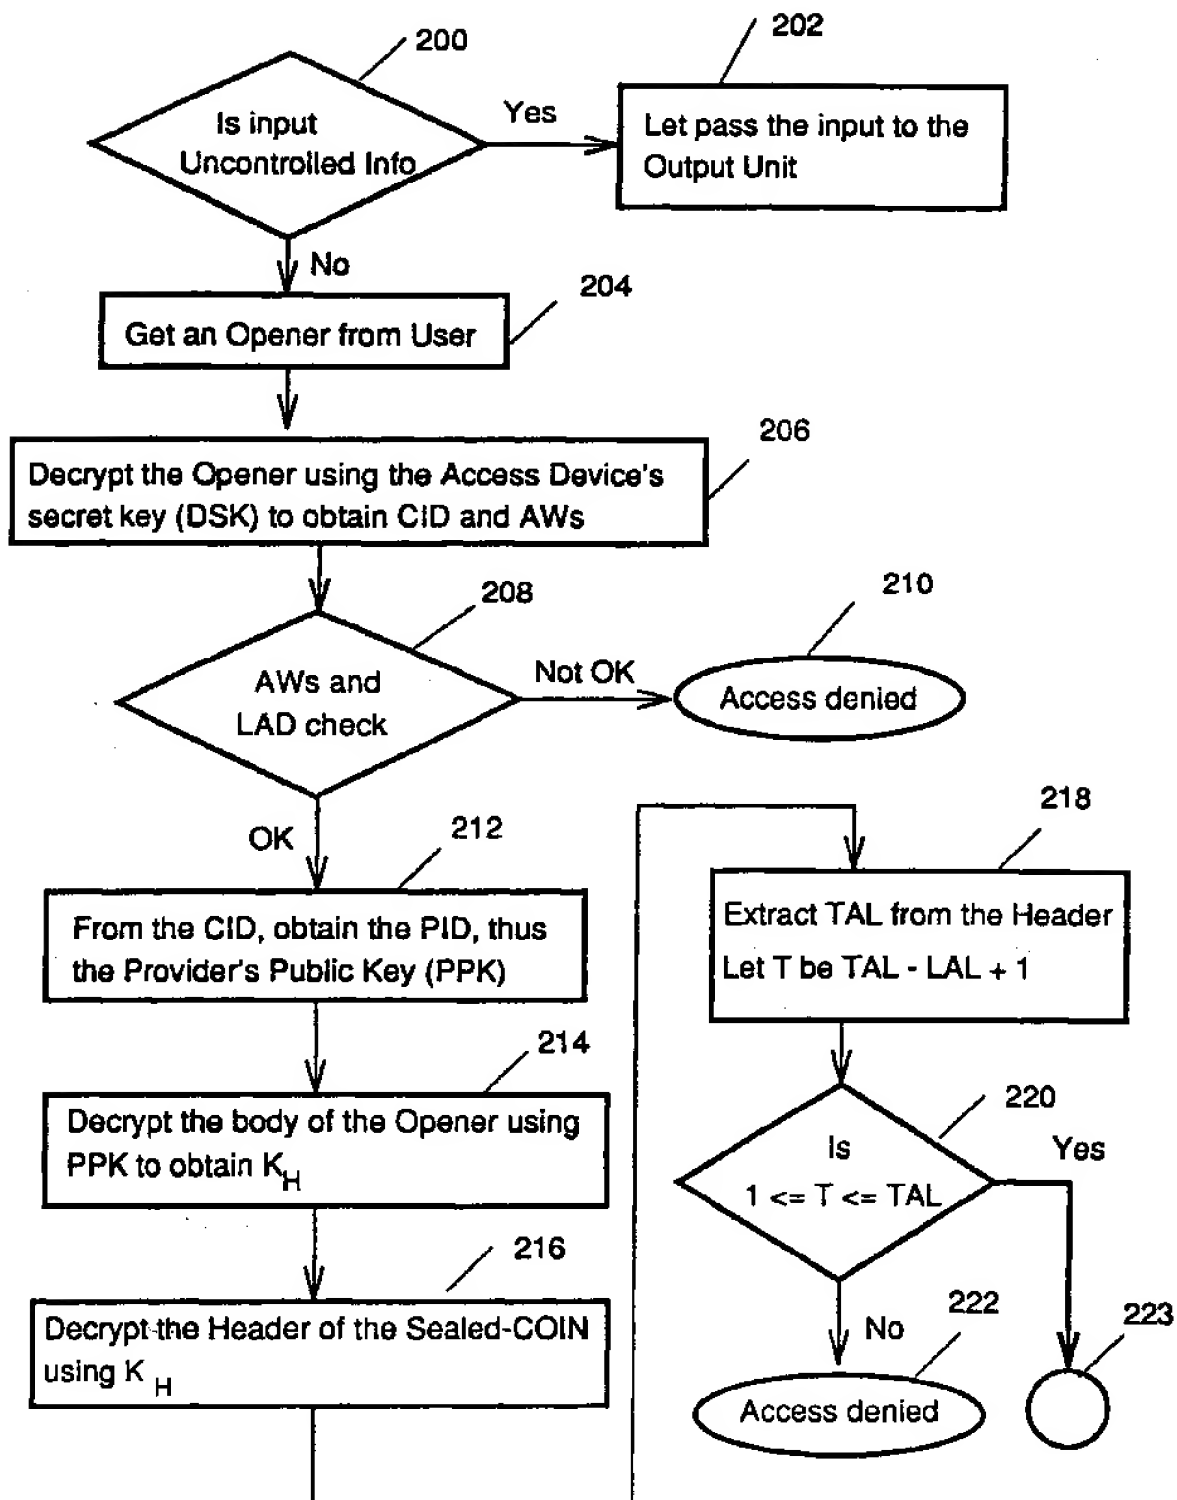 200
202
Is input
Uncontrolled Info
Yes
Let pass the input to the
Output Unit
No
204
Get an Opener from User
206
Decrypt the Opener using the Access Device's
secret key (DSK) to obtain CID and AWs
208
210
AWs and
LAD check
Not OK
Access denied
OK
212
From the CID, obtain the PID, thus
the Provider's Public Key (PPK)
214
Decrypt the body of the Opener using
PPK to obtain K H
216
Decrypt the Header of the Sealed-COIN
using K H
218
Extract TAL from the Header
Let T be TAL - LAL + 1
220
Is
1 <= T <= TAL
Yes
No
222
Access denied
223